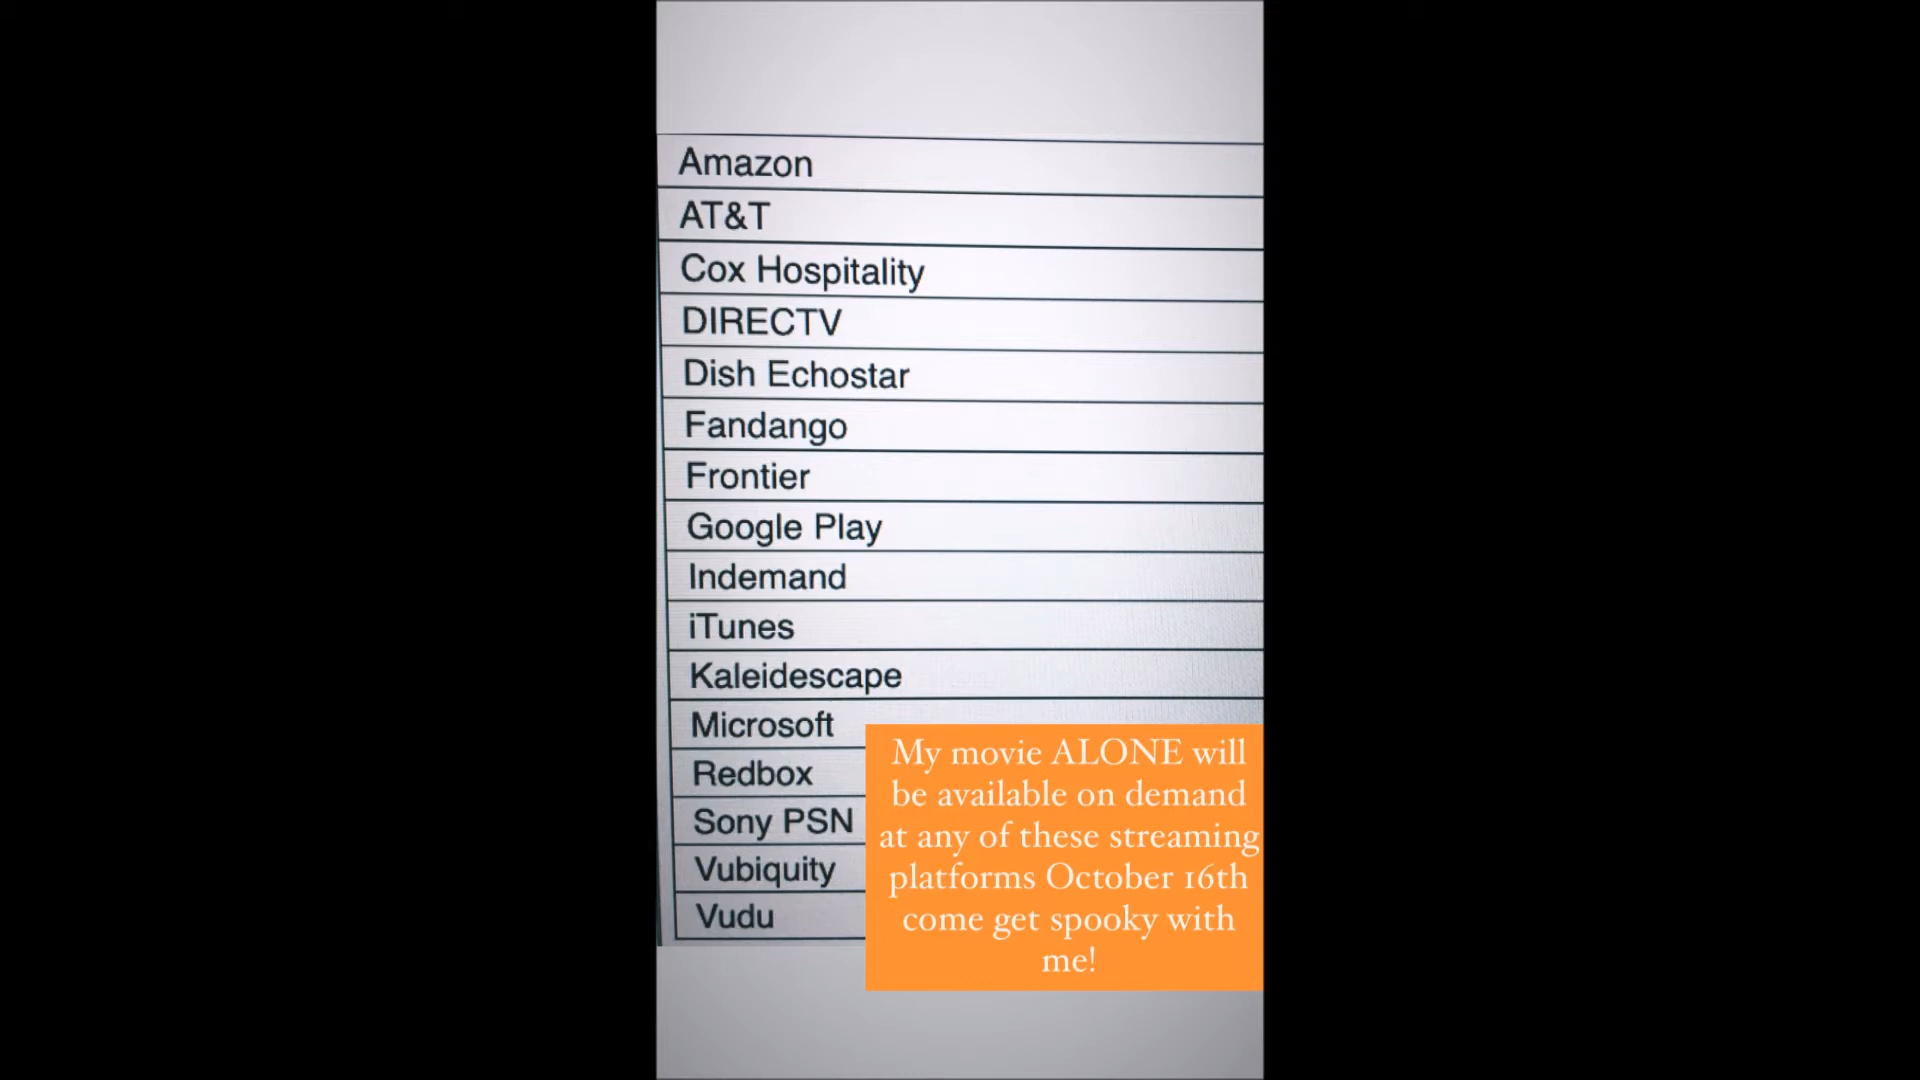 Amazon
AT&T
Cox Hospitality
DIRECTV
Dish Echostar
Fandango
Frontier
Google Play
Indemand
iTunes
Kaleidescape
Microsoft
Redbox
Sony PSN
Vubiquity
Vudu
My movie ALONE will
be available on demand
at any of these streaming
platforms October 16th
come get spooky with
me!